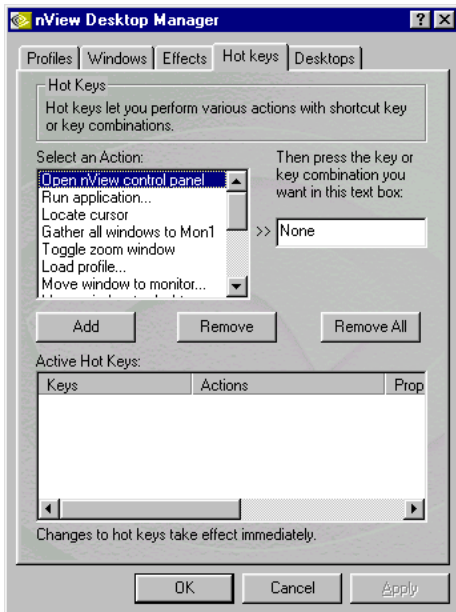 nView Desktop Manager
Profiles Windows Effects Hot keys Desktops
Hot Keys
Hot keys let you perform various actions with shortcut key
or key combinations.
Select an Action:
Open nView control panel
Run application...
Locate cursor
Gather all windows to Mon1
Toggle zoom window
Load profile...
Move window to monitor...
Then press the key or
key combination you
want in this text box:
>> None
Add Remove Remove All
Active Hot Keys:
Keys Actions Prop
Changes to hot keys take effect immediately.
OK Cancel Apply